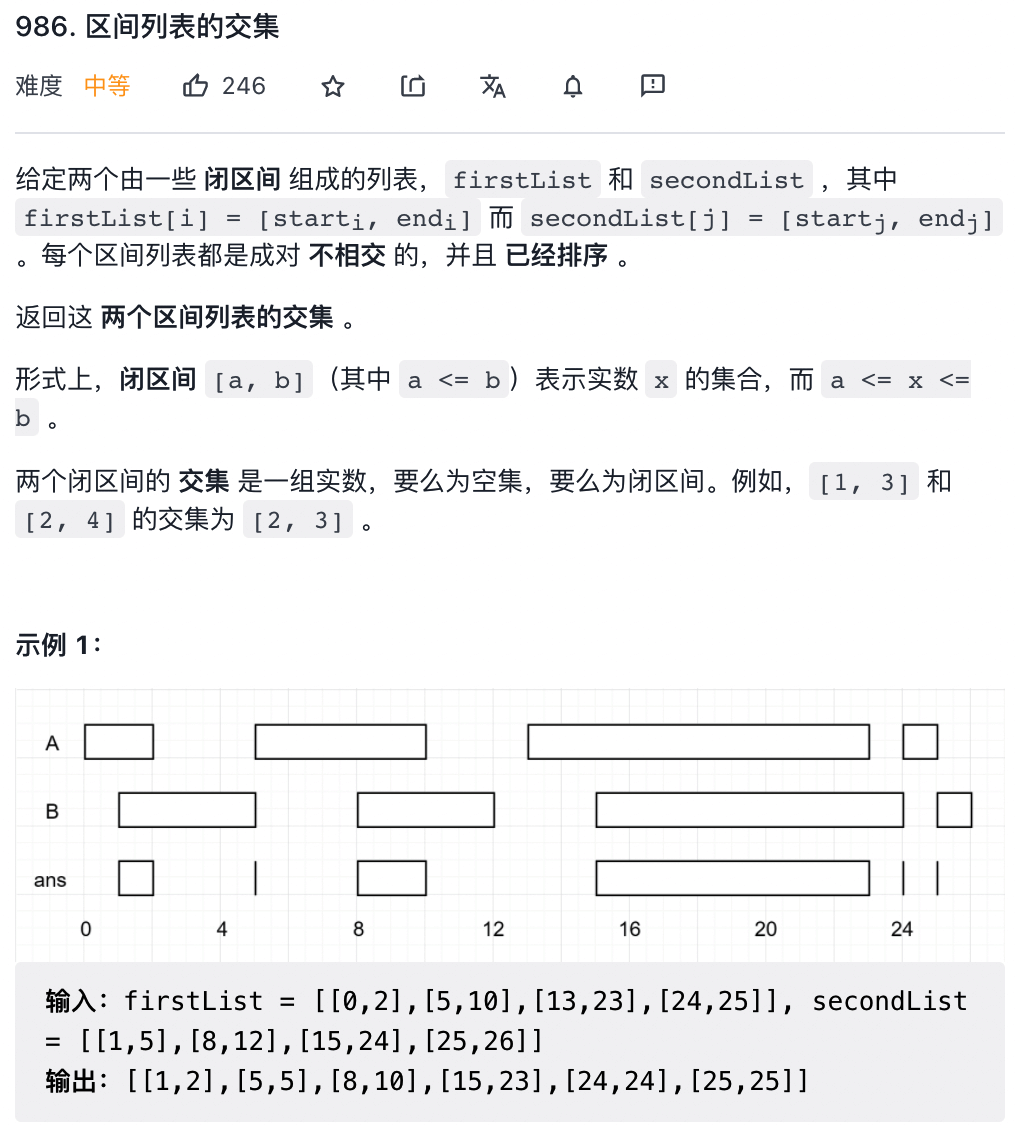 986. 区间列表的交集
难度 中等 246
给定两个由一些 闭区间 组成的列表，firstList 和 secondList ，其中
firstList[i] = [starti, endi] 而 secondList[j] = [startj, endj]
。每个区间列表都是成对 不相交 的，并且 已经排序 。
返回这 两个区间列表的交集 。
形式上，闭区间 [a, b]（其中 a <= b）表示实数 x 的集合，而 a <= x <=
b 。
两个闭区间的 交集 是一组实数，要么为空集，要么为闭区间。例如，[1, 3] 和
[2, 4] 的交集为 [2, 3] 。
示例 1：
A
B
ans
0 4 8 12 16 20 24
输入：firstList = [[0,2],[5,10],[13,23],[24,25]], secondList
= [[1,5],[8,12],[15,24],[25,26]]
输出：[[1,2],[5,5],[8,10],[15,23],[24,24],[25,25]]